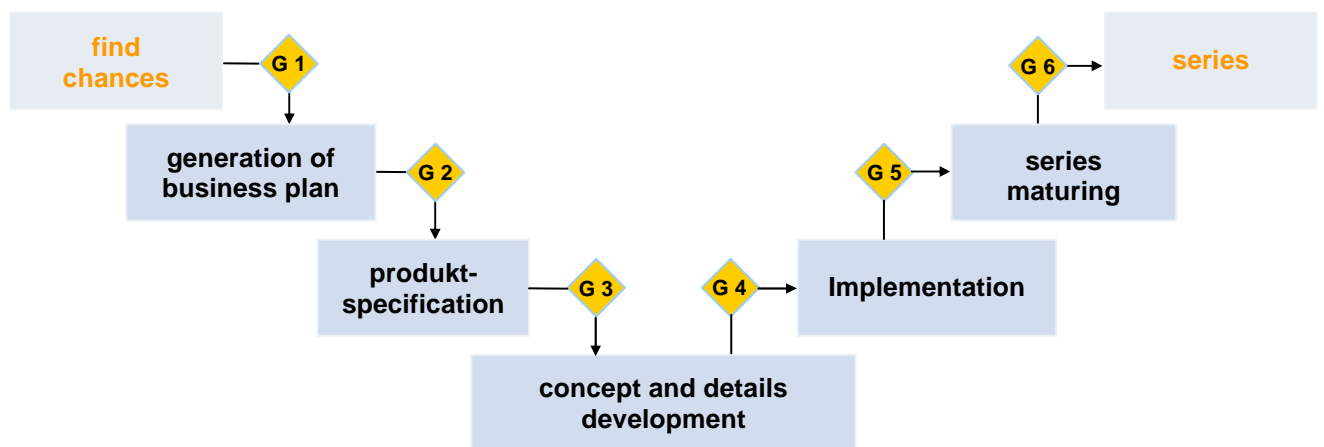 find
chances
G 1
generation of
business plan
G 2
produkt-
specification
G 3
concept and details
development
G 4
Implementation
G 5
series
maturing
G 6
series